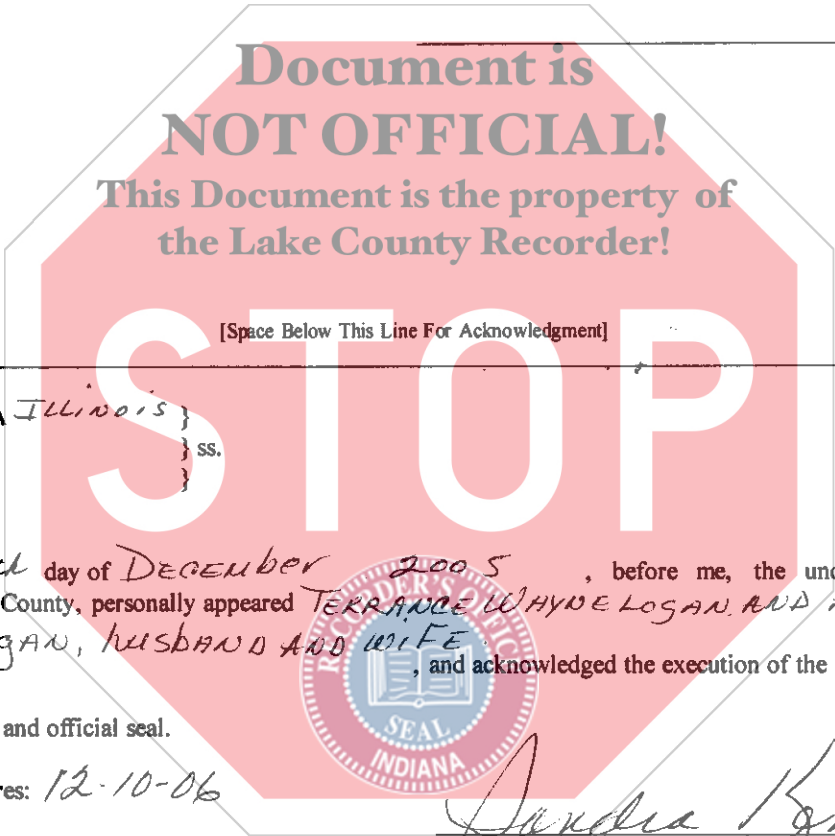 Document is
NOT OFFICIAL!
This Document is the property of
the Lake County Recorder!
STOP
[Space Below This Line For Acknowledgment]
ILLINOIS }
} ss.
}
day of DECEMBER 2005 , before me, the
County, personally appeared TERRANCE WAYNE LOGAN AND
HUSBAND AND WIFE
, and acknowledged the execution of the
and official seal.
12-10-06
RECORDER'S OFFICE
SEAL
INDIANA
Sandra